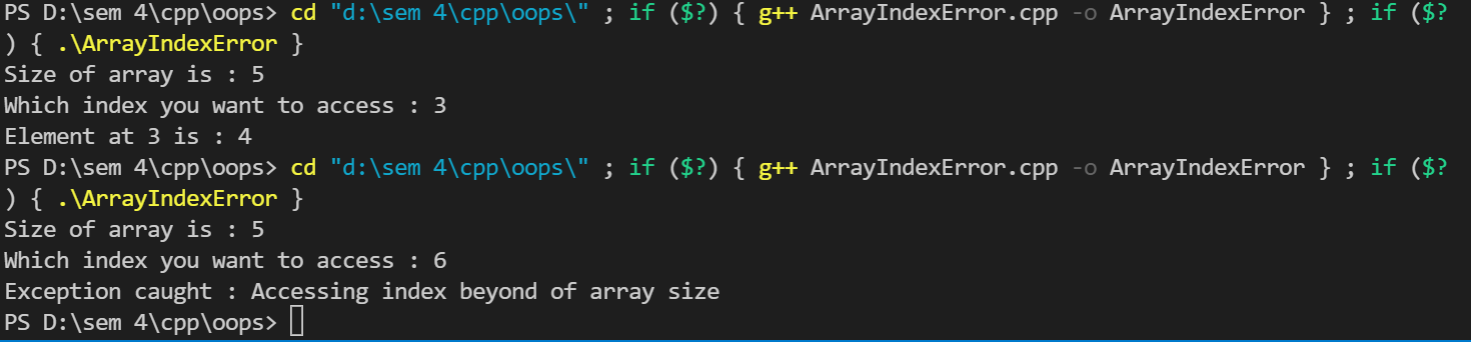 PS D:\sem 4\cpp\oops> cd "d:\sem 4\cpp\oops\" ; if ($?) { g++ ArrayIndexError.cpp -o ArrayIndexError } ; if ($?
) { .\ArrayIndexError }
Size of array is : 5
Which index you want to access : 3
Element at 3 is : 4
PS D:\sem 4\cpp\oops> cd "d:\sem 4\cpp\oops\" ; if ($?) { g++ ArrayIndexError.cpp -o ArrayIndexError } ; if ($?
) { .\ArrayIndexError }
Size of array is : 5
Which index you want to access : 6
Exception caught : Accessing index beyond of array size
PS D:\sem 4\cpp\oops>